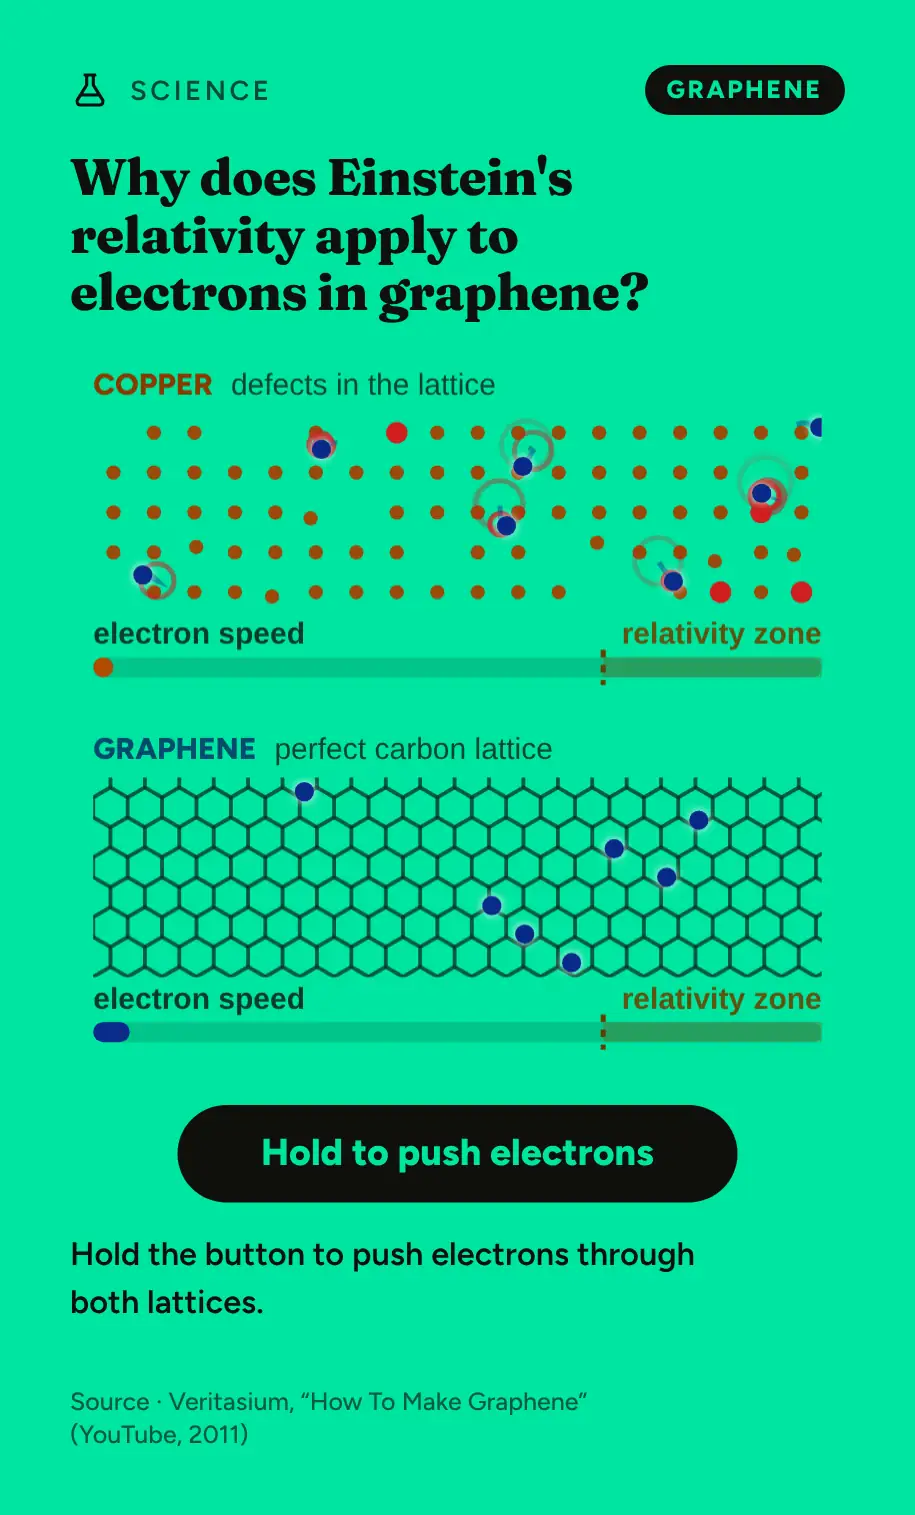 SCIENCE
GRAPHENE
Why does Einstein's
relativity apply to
electrons in graphene?
COPPER defects in the lattice
electron speed
relativity zone
GRAPHENE perfect carbon lattice
electron speed
relativity zone
Hold to push electrons
Hold the button to push electrons through
both lattices.
Source · Veritasium, “How To Make Graphene”
(YouTube, 2011)